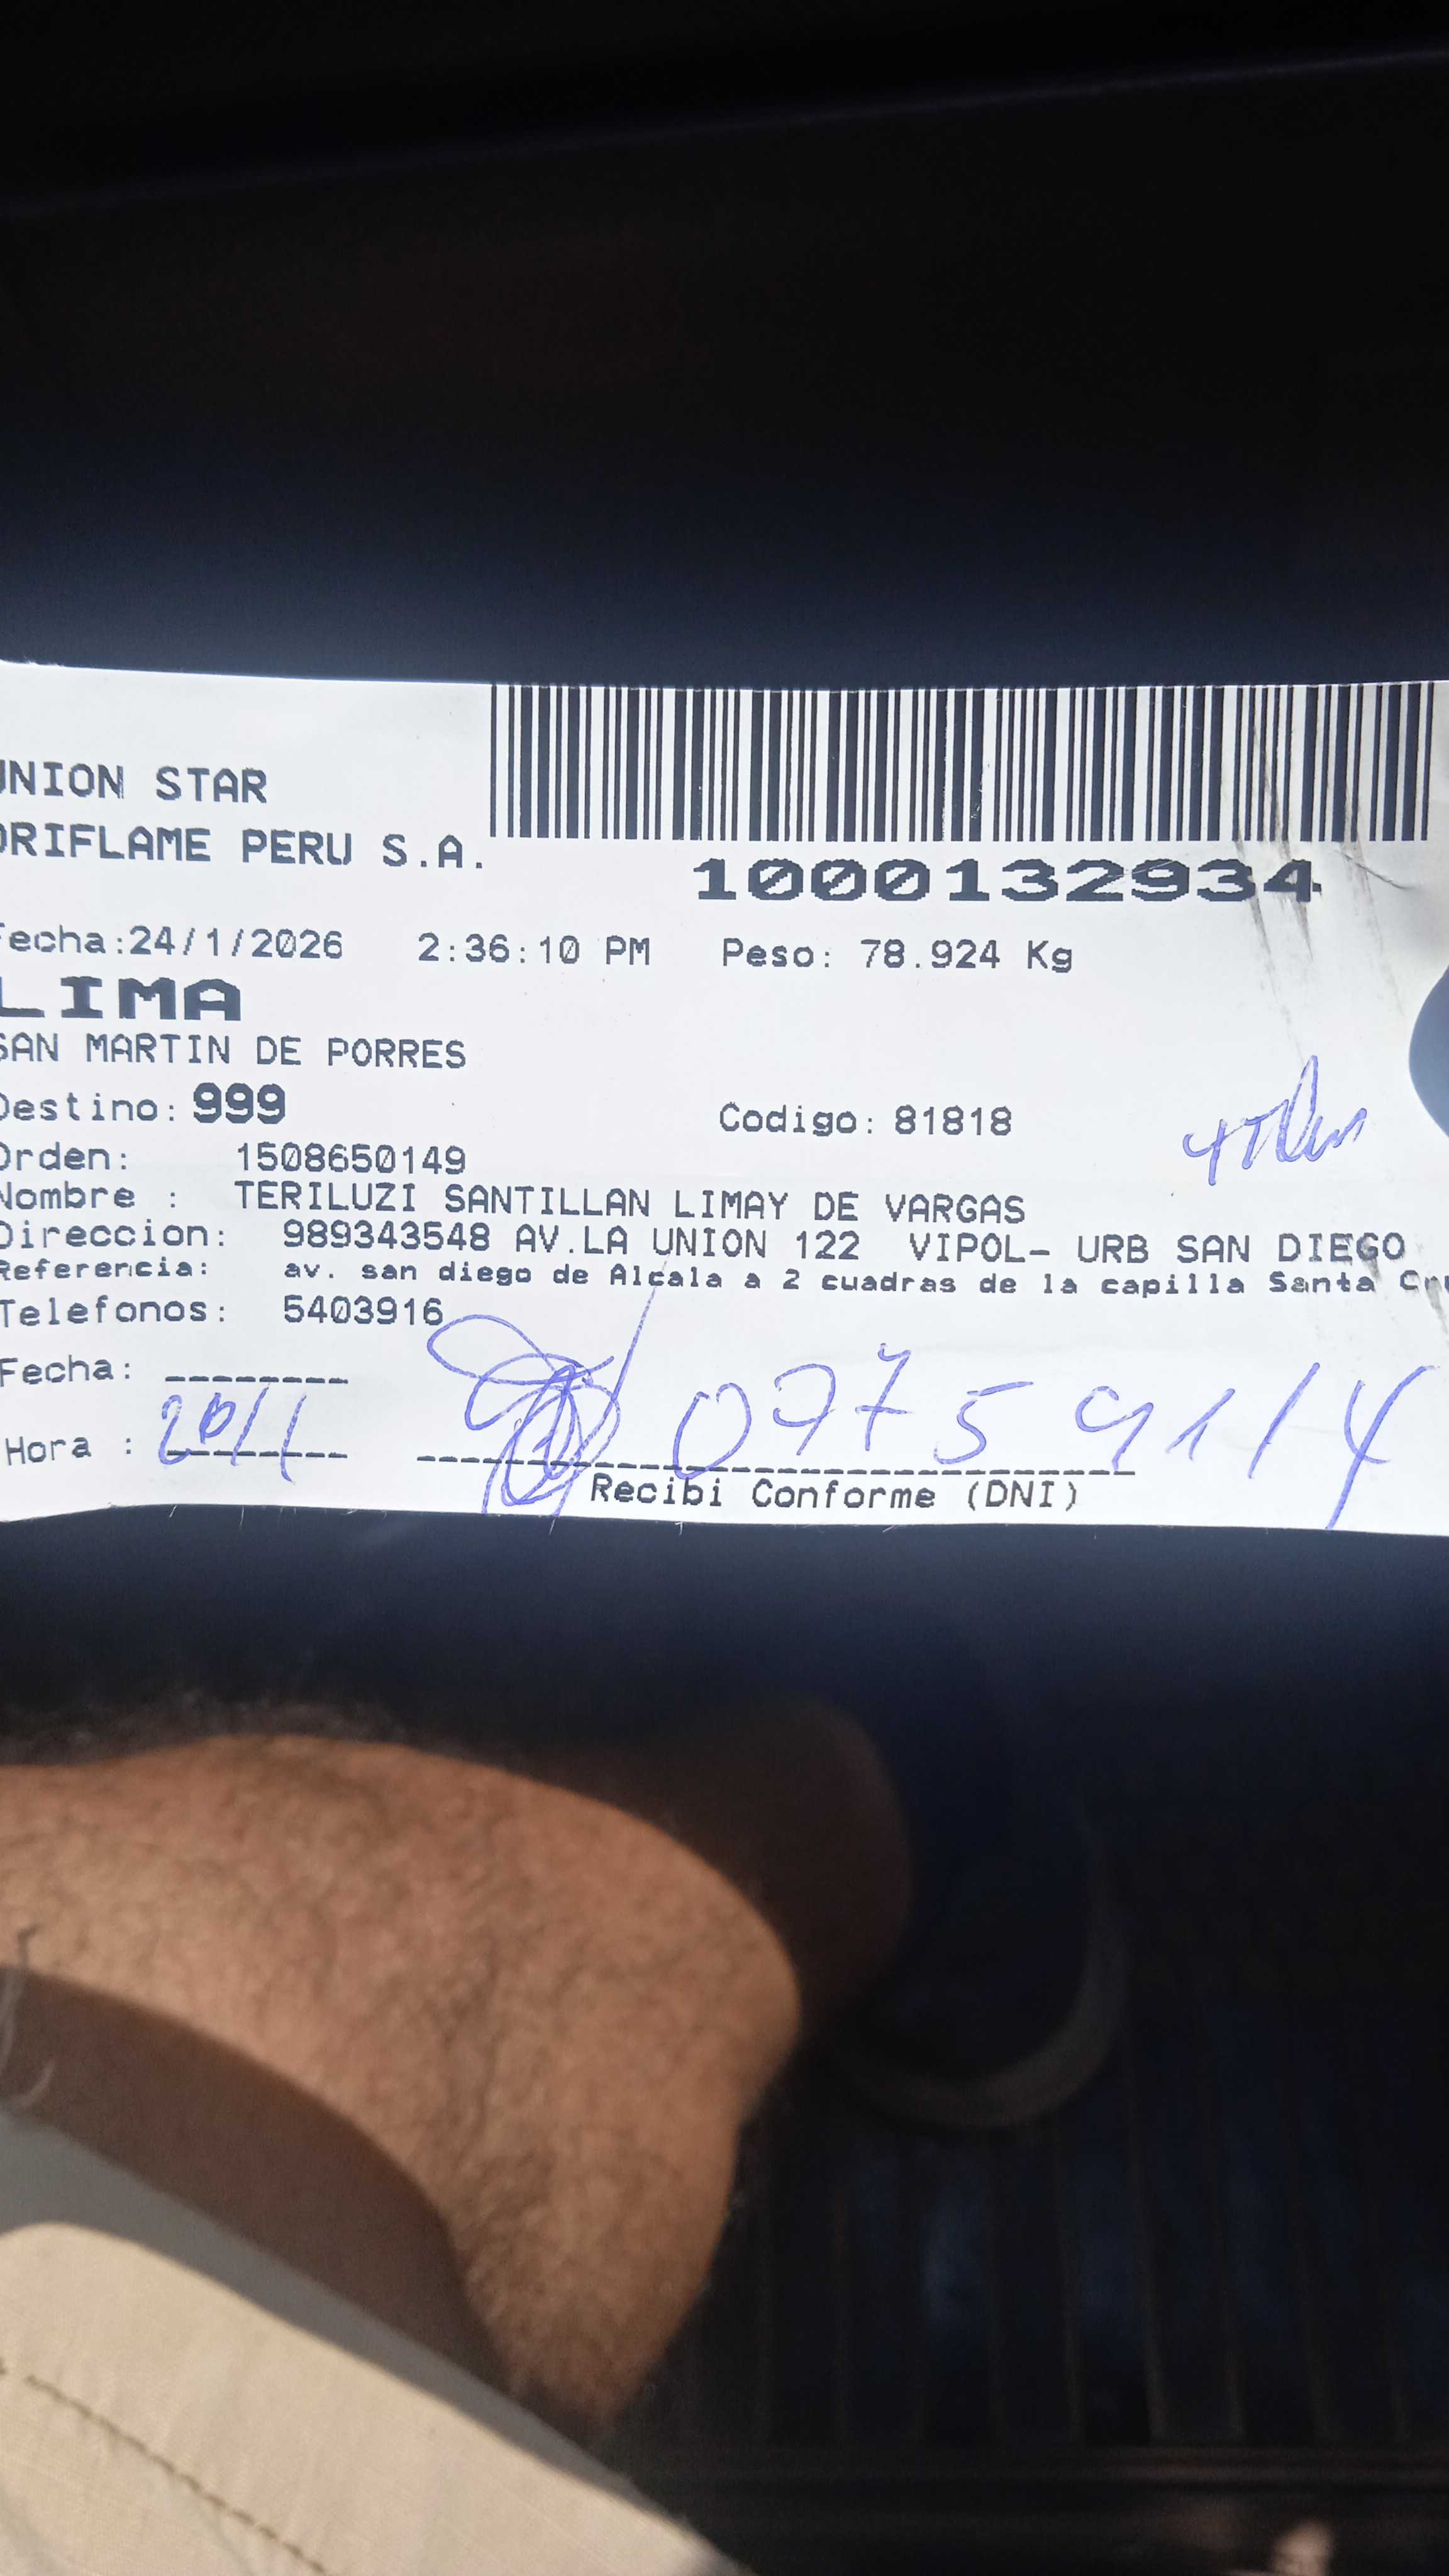 UNION STAR
ORIFLAME PERU S.A.
1000132934
Fecha:24/1/2026 2:36:10 PM Peso: 78.924 Kg
LIMA
SAN MARTIN DE PORRES
Destino: 999 Codigo: 81818
Orden: 1508650149
Nombre : TERILUZI SANTILLAN LIMAY DE VARGAS
Direccion: 989343548 AV.LA UNION 122 VIPOL- URB SAN DIEGO
Referencia: av. san diego de Alcala a 2 cuadras de la capilla Santa
Telefonos: 5403916
Fecha:
Hora :
Recibi Conforme (DNI)